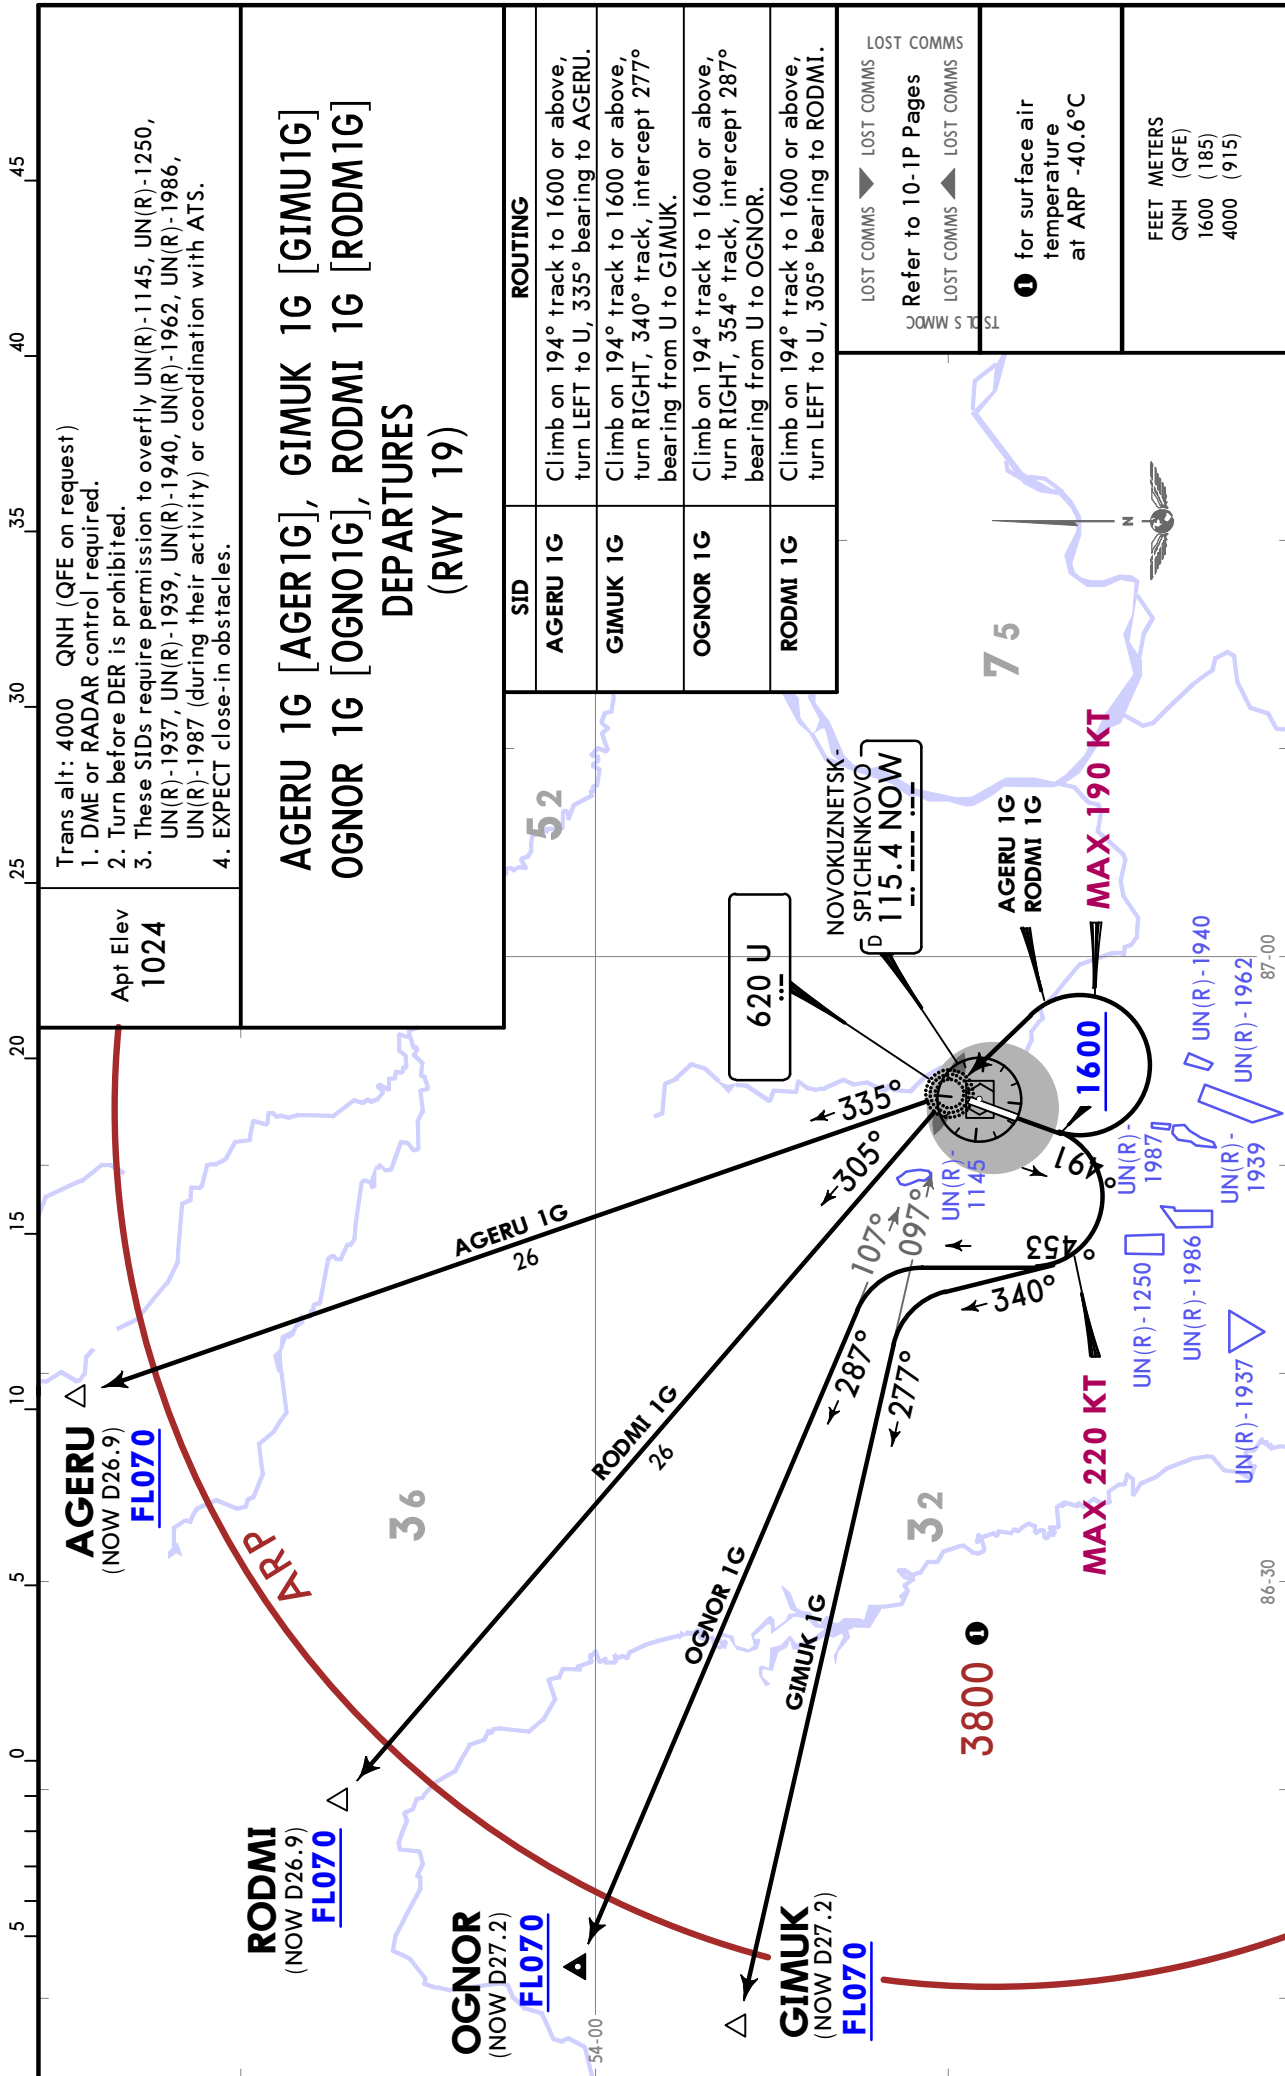 Apt Elev
1024
Trans alt: 4000 QNH (QFE on request)
1. DME or RADAR control required.
2. Turn before DER is prohibited.
3. These SIDs require permission to overfly UN(R)-1145, UN(R)-1250,
UN(R)-1937, UN(R)-1939, UN(R)-1940, UN(R)-1962, UN(R)-1986,
UN(R)-1987 (during their activity) or coordination with ATS.
4. EXPECT close-in obstacles.
AGERU 1G [AGER1G], GIMUK 1G [GIMU1G]
OGNOR 1G [OGNO1G], RODMI 1G [RODM1G]
DEPARTURES
(RWY 19)
SID
ROUTING
AGERU 1G
Climb on 194° track to 1600 or above,
turn LEFT to U, 335° bearing to AGERU.
GIMUK 1G
Climb on 194° track to 1600 or above,
turn RIGHT, 340° track, intercept 277°
bearing from U to GIMUK.
OGNOR 1G
Climb on 194° track to 1600 or above,
turn RIGHT, 354° track, intercept 287°
bearing from U to OGNOR.
RODMI 1G
Climb on 194° track to 1600 or above,
turn LEFT to U, 305° bearing to RODMI.
LOST COMMS LOST COMMS
LOST COMMS
Refer to 10-1P Pages
LOST COMMS LOST COMMS
1 for surface air
temperature
at ARP -40.6°C
FEET METERS
QNH (QFE)
1600 (185)
4000 (915)
5 0 5 10 15 20 25 30 35 40 45
AGERU
(NOW D26.9)
FL070
RODMI
(NOW D26.9)
FL070
OGNOR
(NOW D27.2)
FL070
GIMUK
(NOW D27.2)
FL070
ARP
AGERU 1G
26
RODMI 1G
26
OGNOR 1G
GIMUK 1G
36
52
32
75
3800 1
335°
305°
287°
277°
107°
097°
340°
354°
194°
620 U
NOVOKUZNETSK-
SPICHENKOVO
D 115.4 NOW
AGERU 1G
RODMI 1G
MAX 190 KT
1600
MAX 220 KT
UN(R)-
1145
UN(R)-
1987
UN(R)-1940
UN(R)-1962
UN(R)-
1939
UN(R)-1250
UN(R)-1986
UN(R)-1937
54-00
86-30
87-00
N